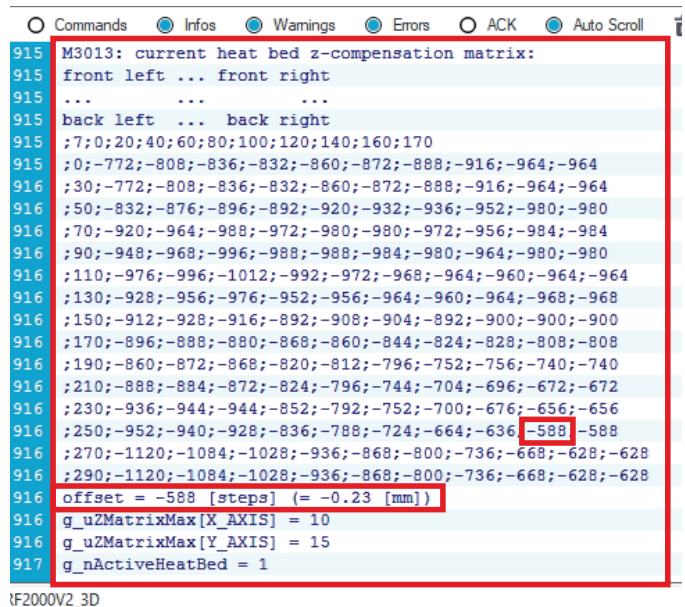 Commands Infos Warnings Errors ACK Auto Scroll
915 M3013: current heat bed z-compensation matrix:
915 front left ... front right
915 ... ... ...
915 back left ... back right
915 ;7;0;20;40;60;80;100;120;140;160;170
915 ;0;-772;-808;-836;-832;-860;-872;-888;-916;-964;-964
916 ;30;-772;-808;-836;-832;-860;-872;-888;-916;-964;-964
916 ;50;-832;-876;-896;-892;-920;-932;-936;-952;-980;-980
916 ;70;-920;-964;-988;-972;-980;-980;-972;-956;-984;-984
916 ;90;-948;-968;-996;-988;-988;-984;-980;-964;-980;-980
916 ;110;-976;-996;-1012;-992;-972;-968;-964;-960;-964;-964
916 ;130;-928;-956;-976;-952;-956;-964;-960;-964;-968;-968
916 ;150;-912;-928;-916;-892;-908;-904;-892;-900;-900;-900
916 ;170;-896;-888;-880;-868;-860;-844;-824;-828;-808;-808
916 ;190;-860;-872;-868;-820;-812;-796;-752;-756;-740;-740
916 ;210;-888;-884;-872;-824;-796;-744;-704;-696;-672;-672
916 ;230;-936;-944;-944;-852;-792;-752;-700;-676;-656;-656
916 ;250;-952;-940;-928;-836;-788;-724;-664;-636;-588;-588
916 ;270;-1120;-1084;-1028;-936;-868;-800;-736;-668;-628;-628
916 ;290;-1120;-1084;-1028;-936;-868;-800;-736;-668;-628;-628
916 offset = -588 [steps] (= -0.23 [mm])
916 g_uZMatrixMax[X_AXIS] = 10
916 g_uZMatrixMax[Y_AXIS] = 15
917 g_nActiveHeatBed = 1
RF2000V2_3D